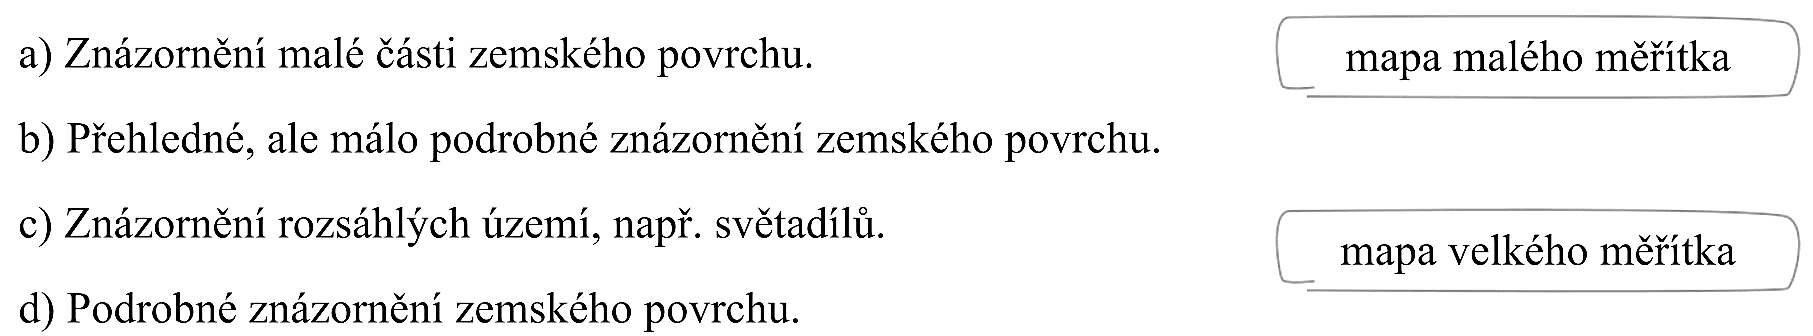 a) Znázornění malé části zemského povrchu.
mapa malého měřítka
b) Přehledné, ale málo podrobné znázornění zemského povrchu.
c) Znázornění rozsáhlých území, např. světadílů.
mapa velkého měřítka
d) Podrobné znázornění zemského povrchu.